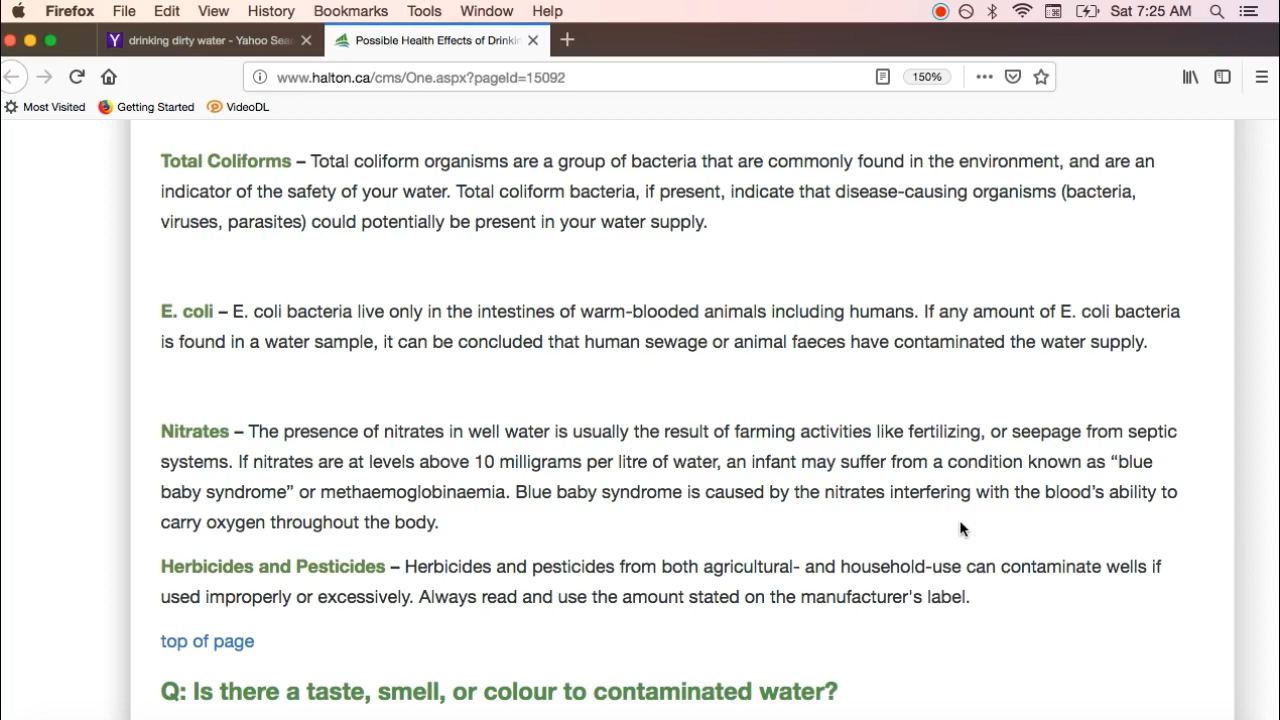 Firefox File Edit View History Bookmarks Tools Window Help Sat 7:25 AM
drinking dirty water - Yahoo Sea
Possible Health Effects of Drinkin
www.halton.ca/cms/One.aspx?pageId=15092 150%
Most Visited Getting Started VideoDL
Total Coliforms – Total coliform organisms are a group of bacteria that are commonly found in the environment, and are an
indicator of the safety of your water. Total coliform bacteria, if present, indicate that disease-causing organisms (bacteria,
viruses, parasites) could potentially be present in your water supply.
E. coli – E. coli bacteria live only in the intestines of warm-blooded animals including humans. If any amount of E. coli bacteria
is found in a water sample, it can be concluded that human sewage or animal faeces have contaminated the water supply.
Nitrates – The presence of nitrates in well water is usually the result of farming activities like fertilizing, or seepage from septic
systems. If nitrates are at levels above 10 milligrams per litre of water, an infant may suffer from a condition known as “blue
baby syndrome” or methaemoglobinaemia. Blue baby syndrome is caused by the nitrates interfering with the blood’s ability to
carry oxygen throughout the body.
Herbicides and Pesticides – Herbicides and pesticides from both agricultural- and household-use can contaminate wells if
used improperly or excessively. Always read and use the amount stated on the manufacturer's label.
top of page
Q: Is there a taste, smell, or colour to contaminated water?